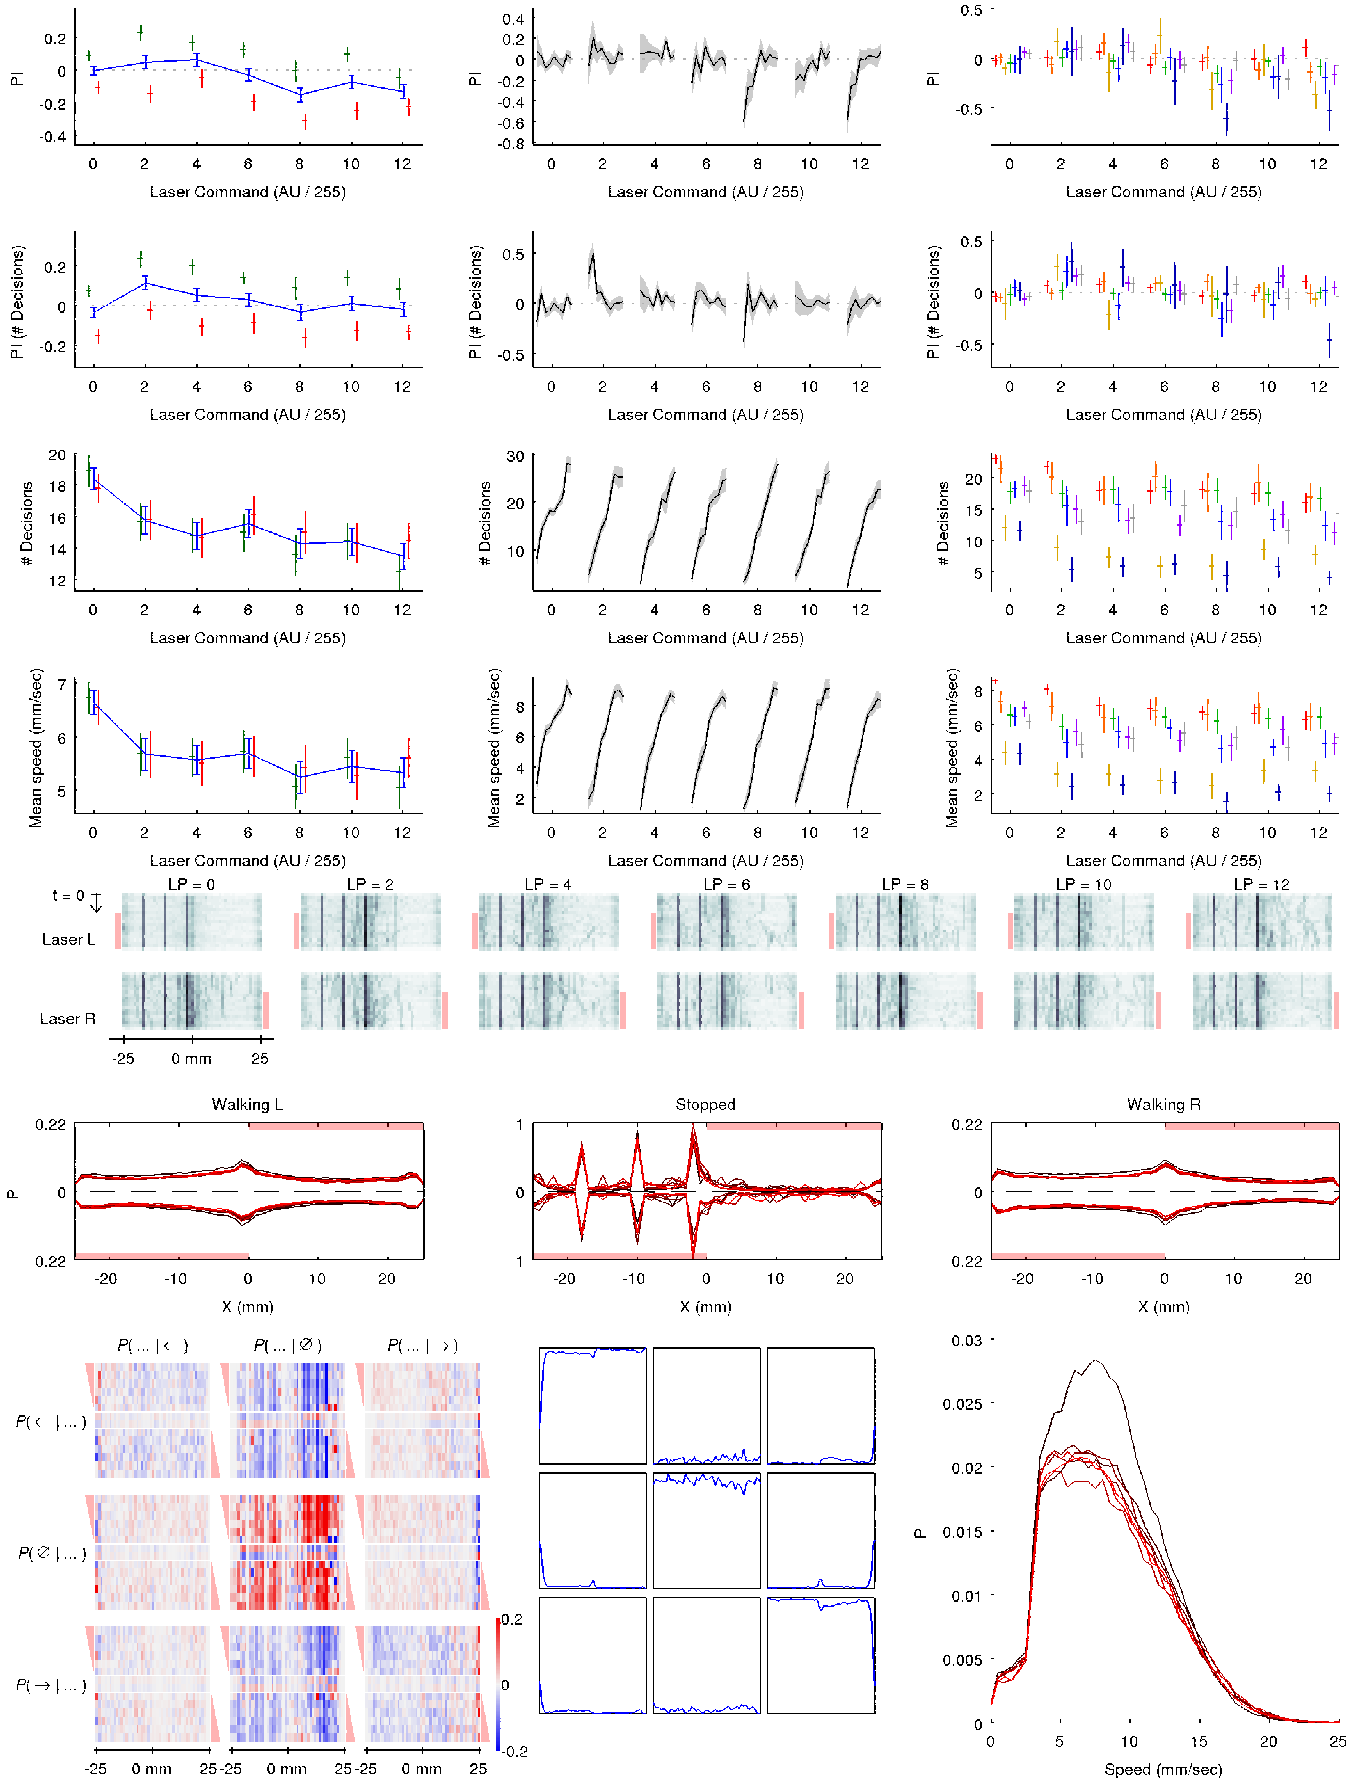 0.2
0
-0.2
-0.4
PI
0 2 4 6 8 10 12
Laser Command (AU / 255)
0.4
0.2
0
-0.2
-0.4
-0.6
-0.8
PI
0 2 4 6 8 10 12
Laser Command (AU / 255)
0.5
0
-0.5
PI
0 2 4 6 8 10 12
Laser Command (AU / 255)
0.2
0
-0.2
PI (# Decisions)
0 2 4 6 8 10 12
Laser Command (AU / 255)
0.5
0
-0.5
PI (# Decisions)
0 2 4 6 8 10 12
Laser Command (AU / 255)
0.5
0
-0.5
PI (# Decisions)
0 2 4 6 8 10 12
Laser Command (AU / 255)
20
18
16
14
12
# Decisions
0 2 4 6 8 10 12
Laser Command (AU / 255)
30
20
10
# Decisions
0 2 4 6 8 10 12
Laser Command (AU / 255)
20
15
10
5
# Decisions
0 2 4 6 8 10 12
Laser Command (AU / 255)
7
6
5
Mean speed (mm/sec)
0 2 4 6 8 10 12
Laser Command (AU / 255)
8
6
4
2
Mean speed (mm/sec)
0 2 4 6 8 10 12
Laser Command (AU / 255)
8
6
4
2
Mean speed (mm/sec)
0 2 4 6 8 10 12
Laser Command (AU / 255)
LP = 0 LP = 2 LP = 4 LP = 6 LP = 8 LP = 10 LP = 12
t = 0
Laser L
Laser R
-25 0 mm 25
Walking L
0.22
0
0.22
P
-20 -10 0 10 20
X (mm)
Stopped
1
0
1
-20 -10 0 10 20
X (mm)
Walking R
0.22
0
0.22
-20 -10 0 10 20
X (mm)
P( ... | ← ) P( ... | ∅ ) P( ... | → )
P( ← | ... )
P( ∅ | ... )
P( → | ... )
0.2
0
-0.2
-25 0 mm 25 -25 0 mm 25 -25 0 mm 25
0.03
0.025
0.02
0.015
0.01
0.005
0
P
0 5 10 15 20 25
Speed (mm/sec)